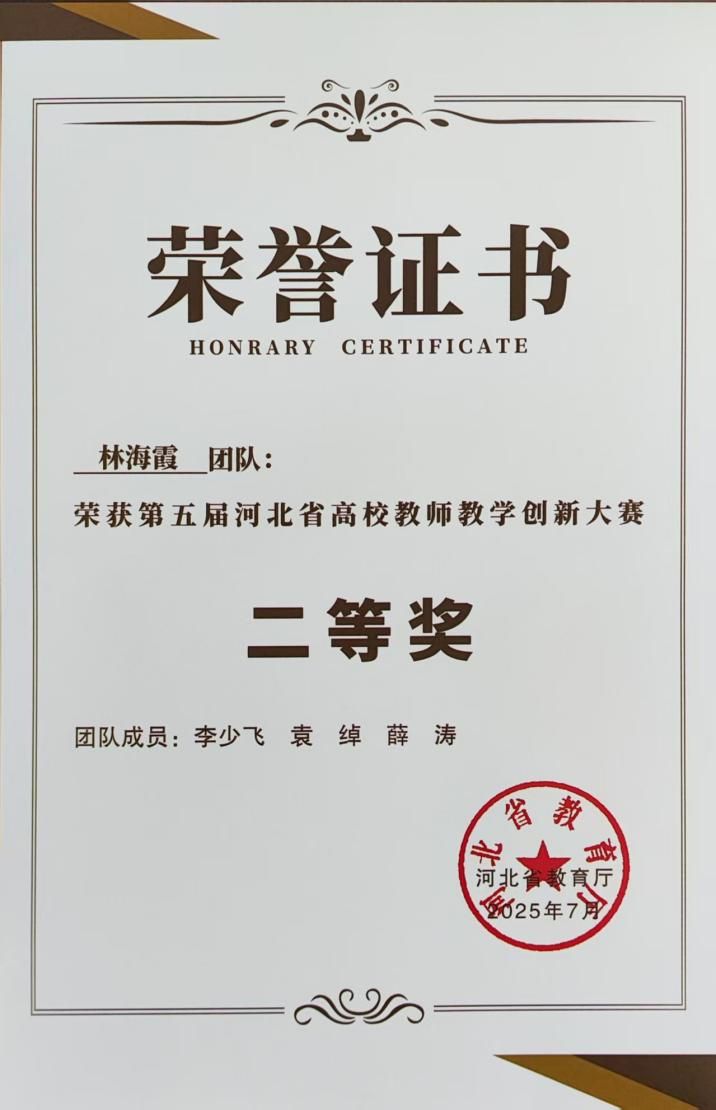 荣誉证书
HONRARY CERTIFICATE
林海霞 团队：
荣获第五届河北省高校教师教学创新大赛
二等奖
团队成员：李少飞 袁 绰 薛 涛
河北省教育厅
河北省教育厅
2025年7月